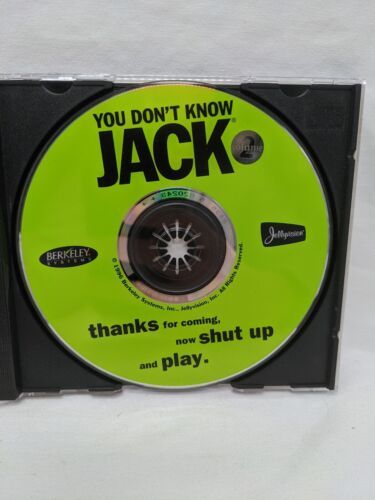 YOU DON'T KNOW
JACK®
volume 2
BERKELEY
SYSTEMS
Jellyvision
© 1996 Berkeley Systems, Inc., Jellyvision, Inc. All Rights Reserved.
thanks for coming,
now shut up
and play.